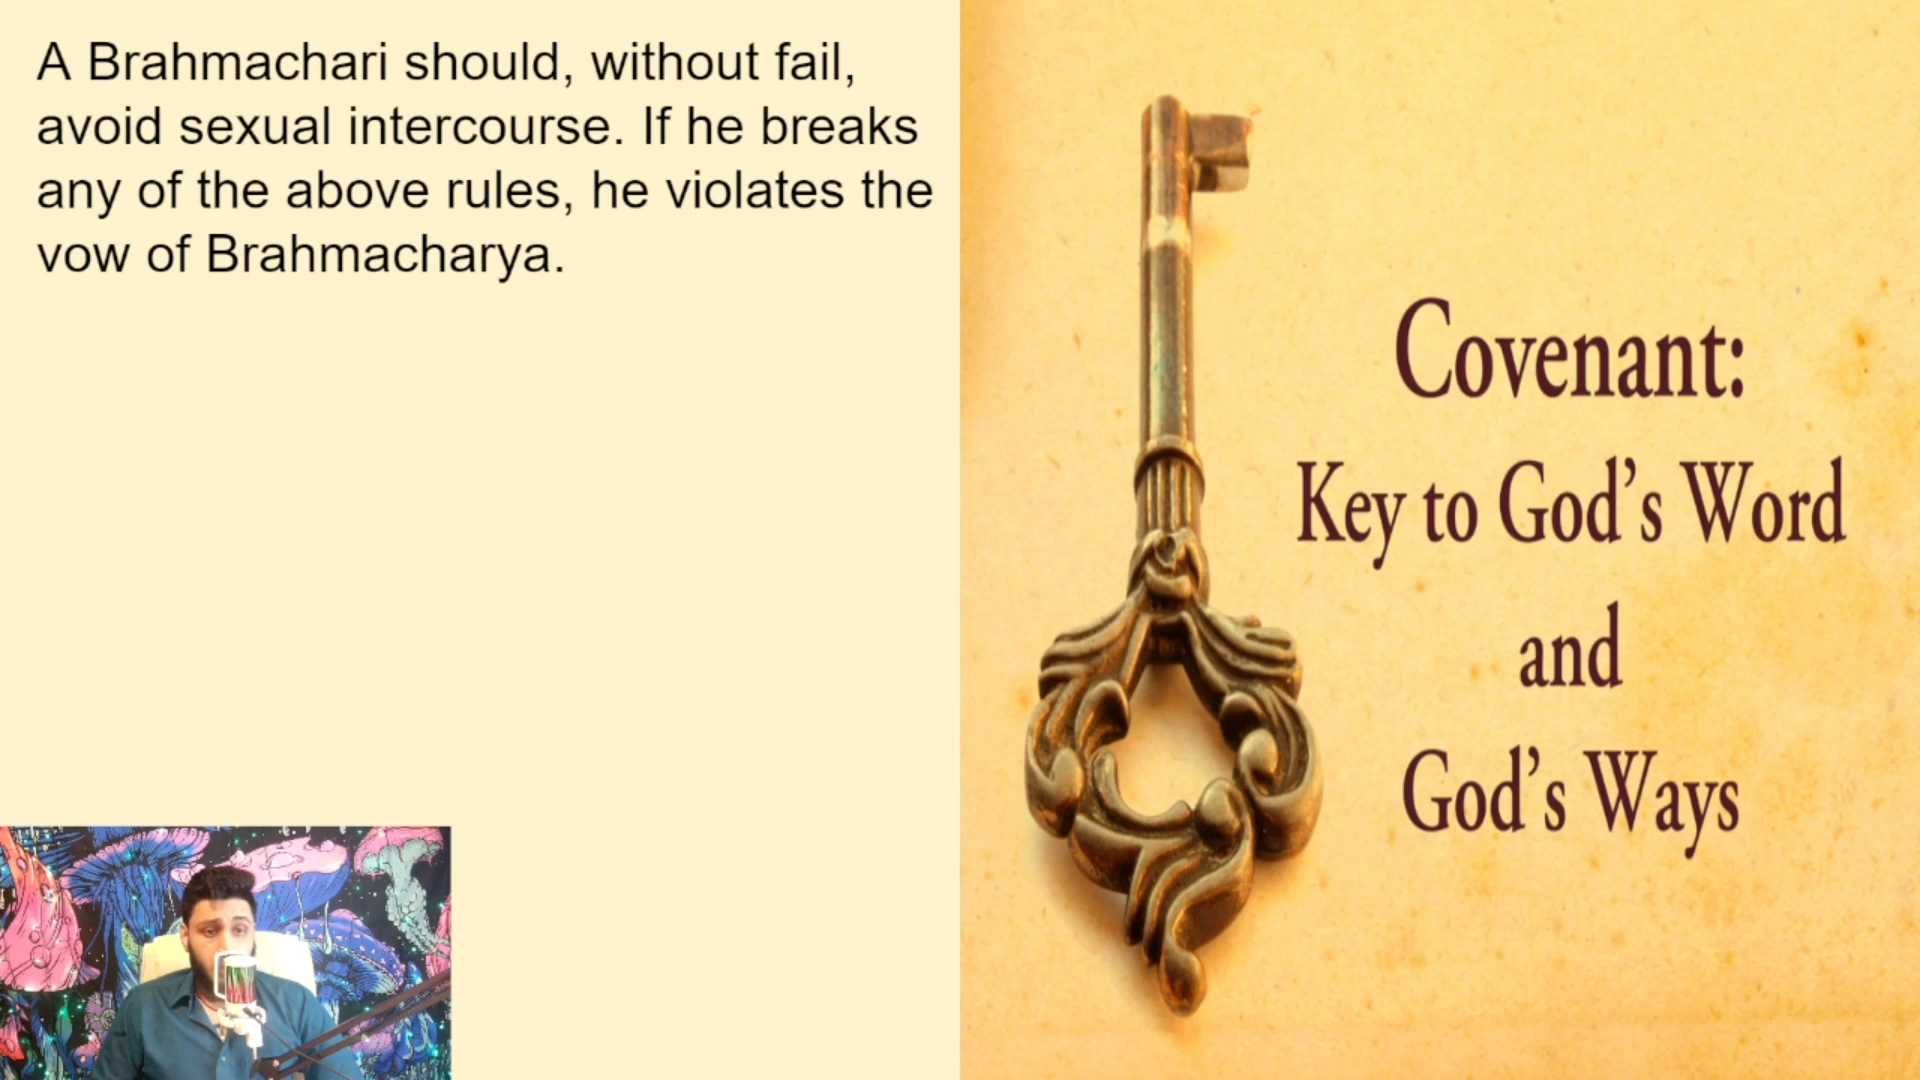 A Brahmachari should, without fail,
avoid sexual intercourse. If he breaks
any of the above rules, he violates the
vow of Brahmacharya.
Covenant:
Key to God's Word
and
God's Ways